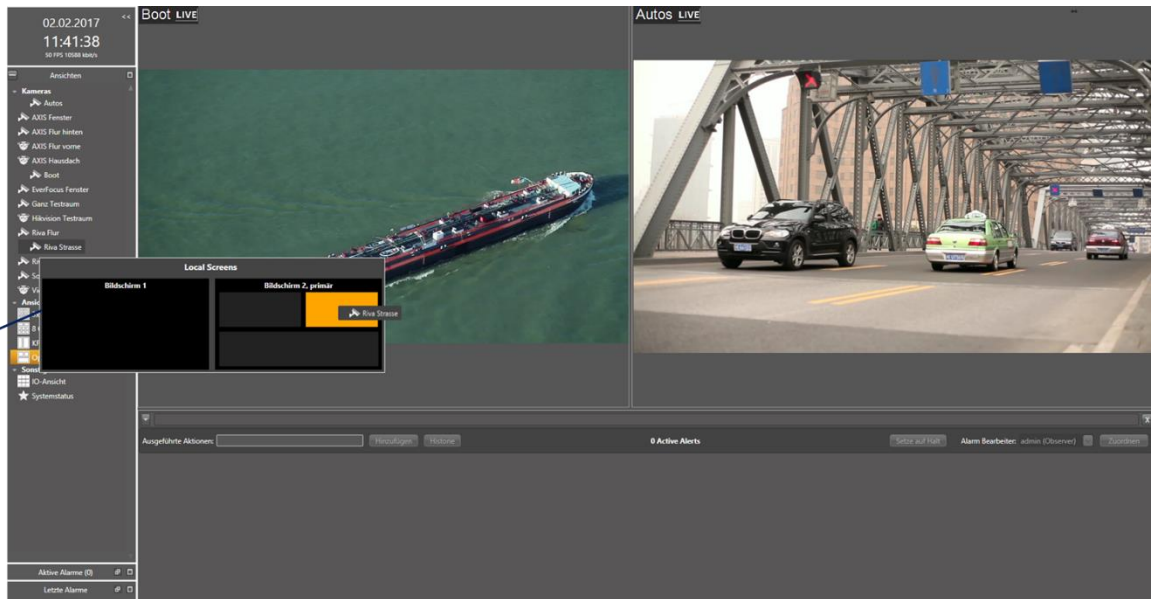 02.02.2017
<<
11:41:38
50 FPS 10588 kbit/s
Ansichten
Kameras
Autos
AXIS Fenster
AXIS Flur hinten
AXIS Flur vorne
AXIS Hausdach
Boot
EverFocus Fenster
Ganz Testraum
Hikvision Testraum
Riva Flur
Riva Strasse
IO-Ansicht
Systemstatus
Aktive Alarme (0)
Letzte Alarme
Local Screens
Bildschirm 1
Bildschirm 2, primär
Riva Strasse
Boot LIVE
Autos LIVE
Ausgeführte Aktionen:
Hinzufügen
Historie
0 Active Alerts
Setze auf Halt
Alarm Bearbeiter: admin (Observer)
Zuordnen